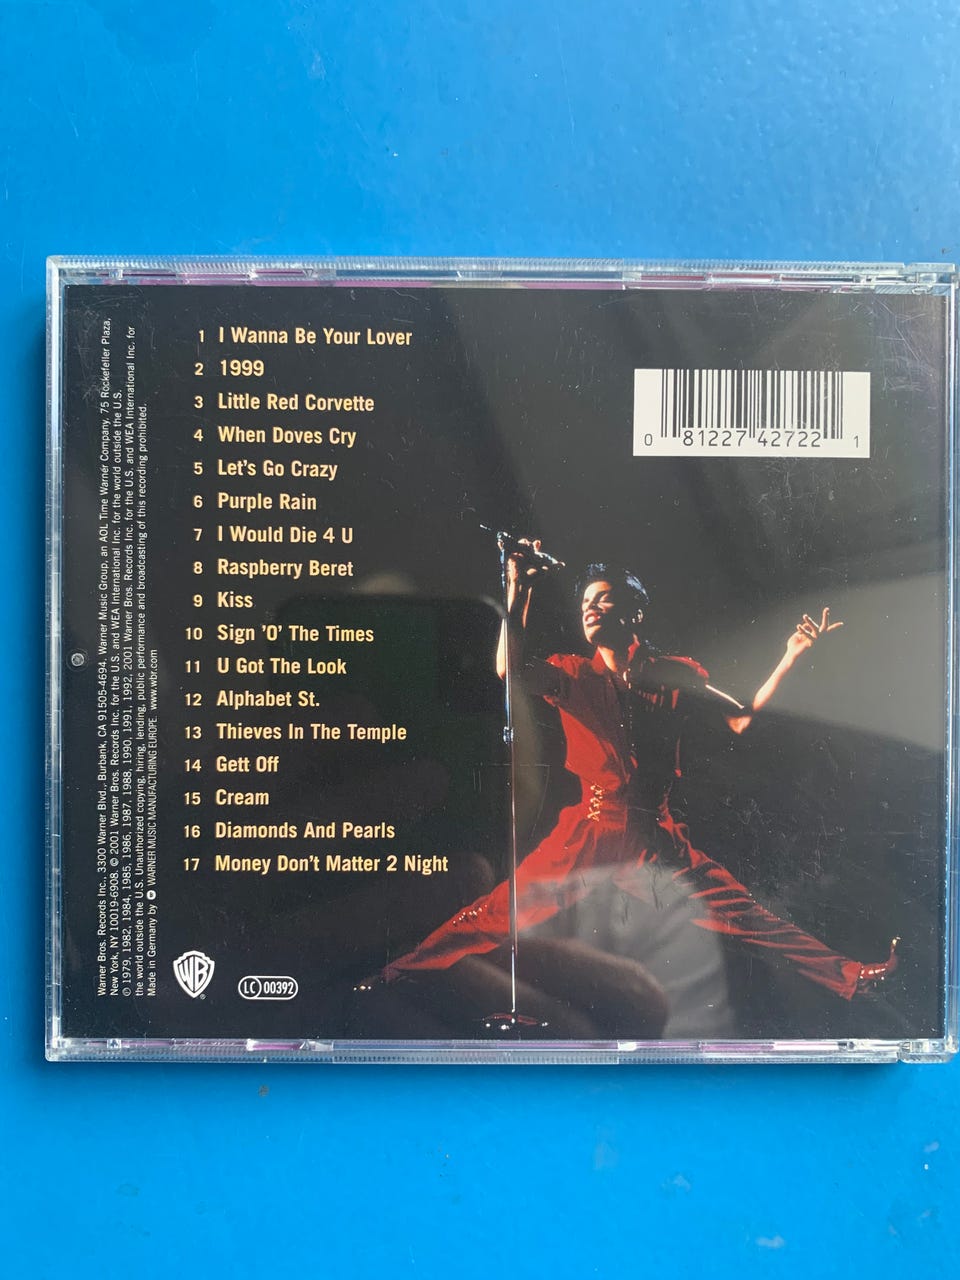 1 I Wanna Be Your Lover
2 1999
3 Little Red Corvette
4 When Doves Cry
5 Let's Go Crazy
6 Purple Rain
7 I Would Die 4 U
8 Raspberry Beret
9 Kiss
10 Sign 'O' The Times
11 U Got The Look
12 Alphabet St.
13 Thieves In The Temple
14 Gett Off
15 Cream
16 Diamonds And Pearls
17 Money Don't Matter 2 Night
0 81227 42722 1
WB
LC 00392
Warner Bros. Records Inc., 3300 Warner Blvd., Burbank, CA 91505-4694. Warner Music Group, an AOL Time Warner Company, 75 Rockefeller Plaza,
New York, NY 10019-6908. © 2001 Warner Bros. Records Inc. for the U.S. and WEA International Inc. for the world outside the U.S.
℗ 1979, 1982, 1984, 1985, 1986, 1987, 1988, 1990, 1991, 1992, 2001 Warner Bros. Records Inc. for the U.S. and WEA International Inc. for
the world outside the U.S. Unauthorized copying, hiring, lending, public performance and broadcasting of this recording prohibited.
Made in Germany by WARNER MUSIC MANUFACTURING EUROPE. www.wbr.com